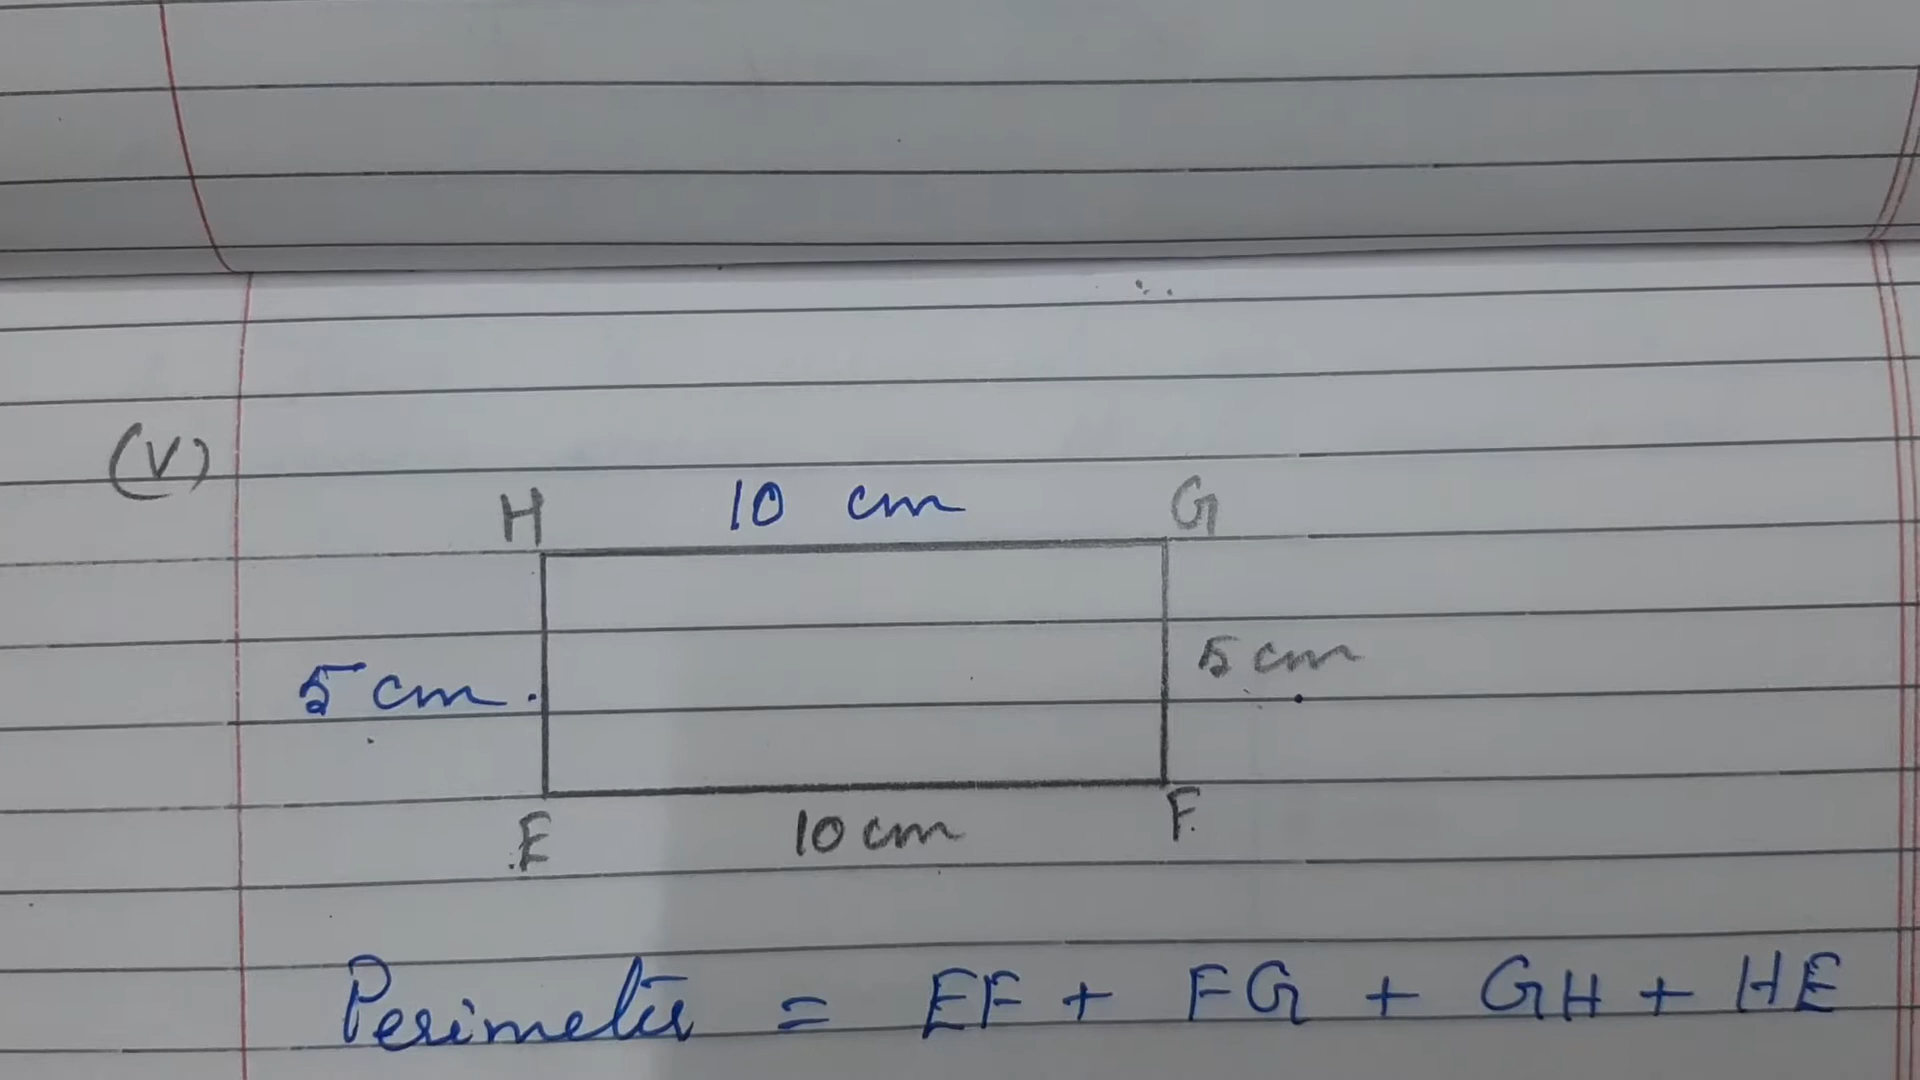 (V)
H 10 cm G
5 cm. 5 cm
E 10 cm F
Perimeter = EF + FG + GH + HE